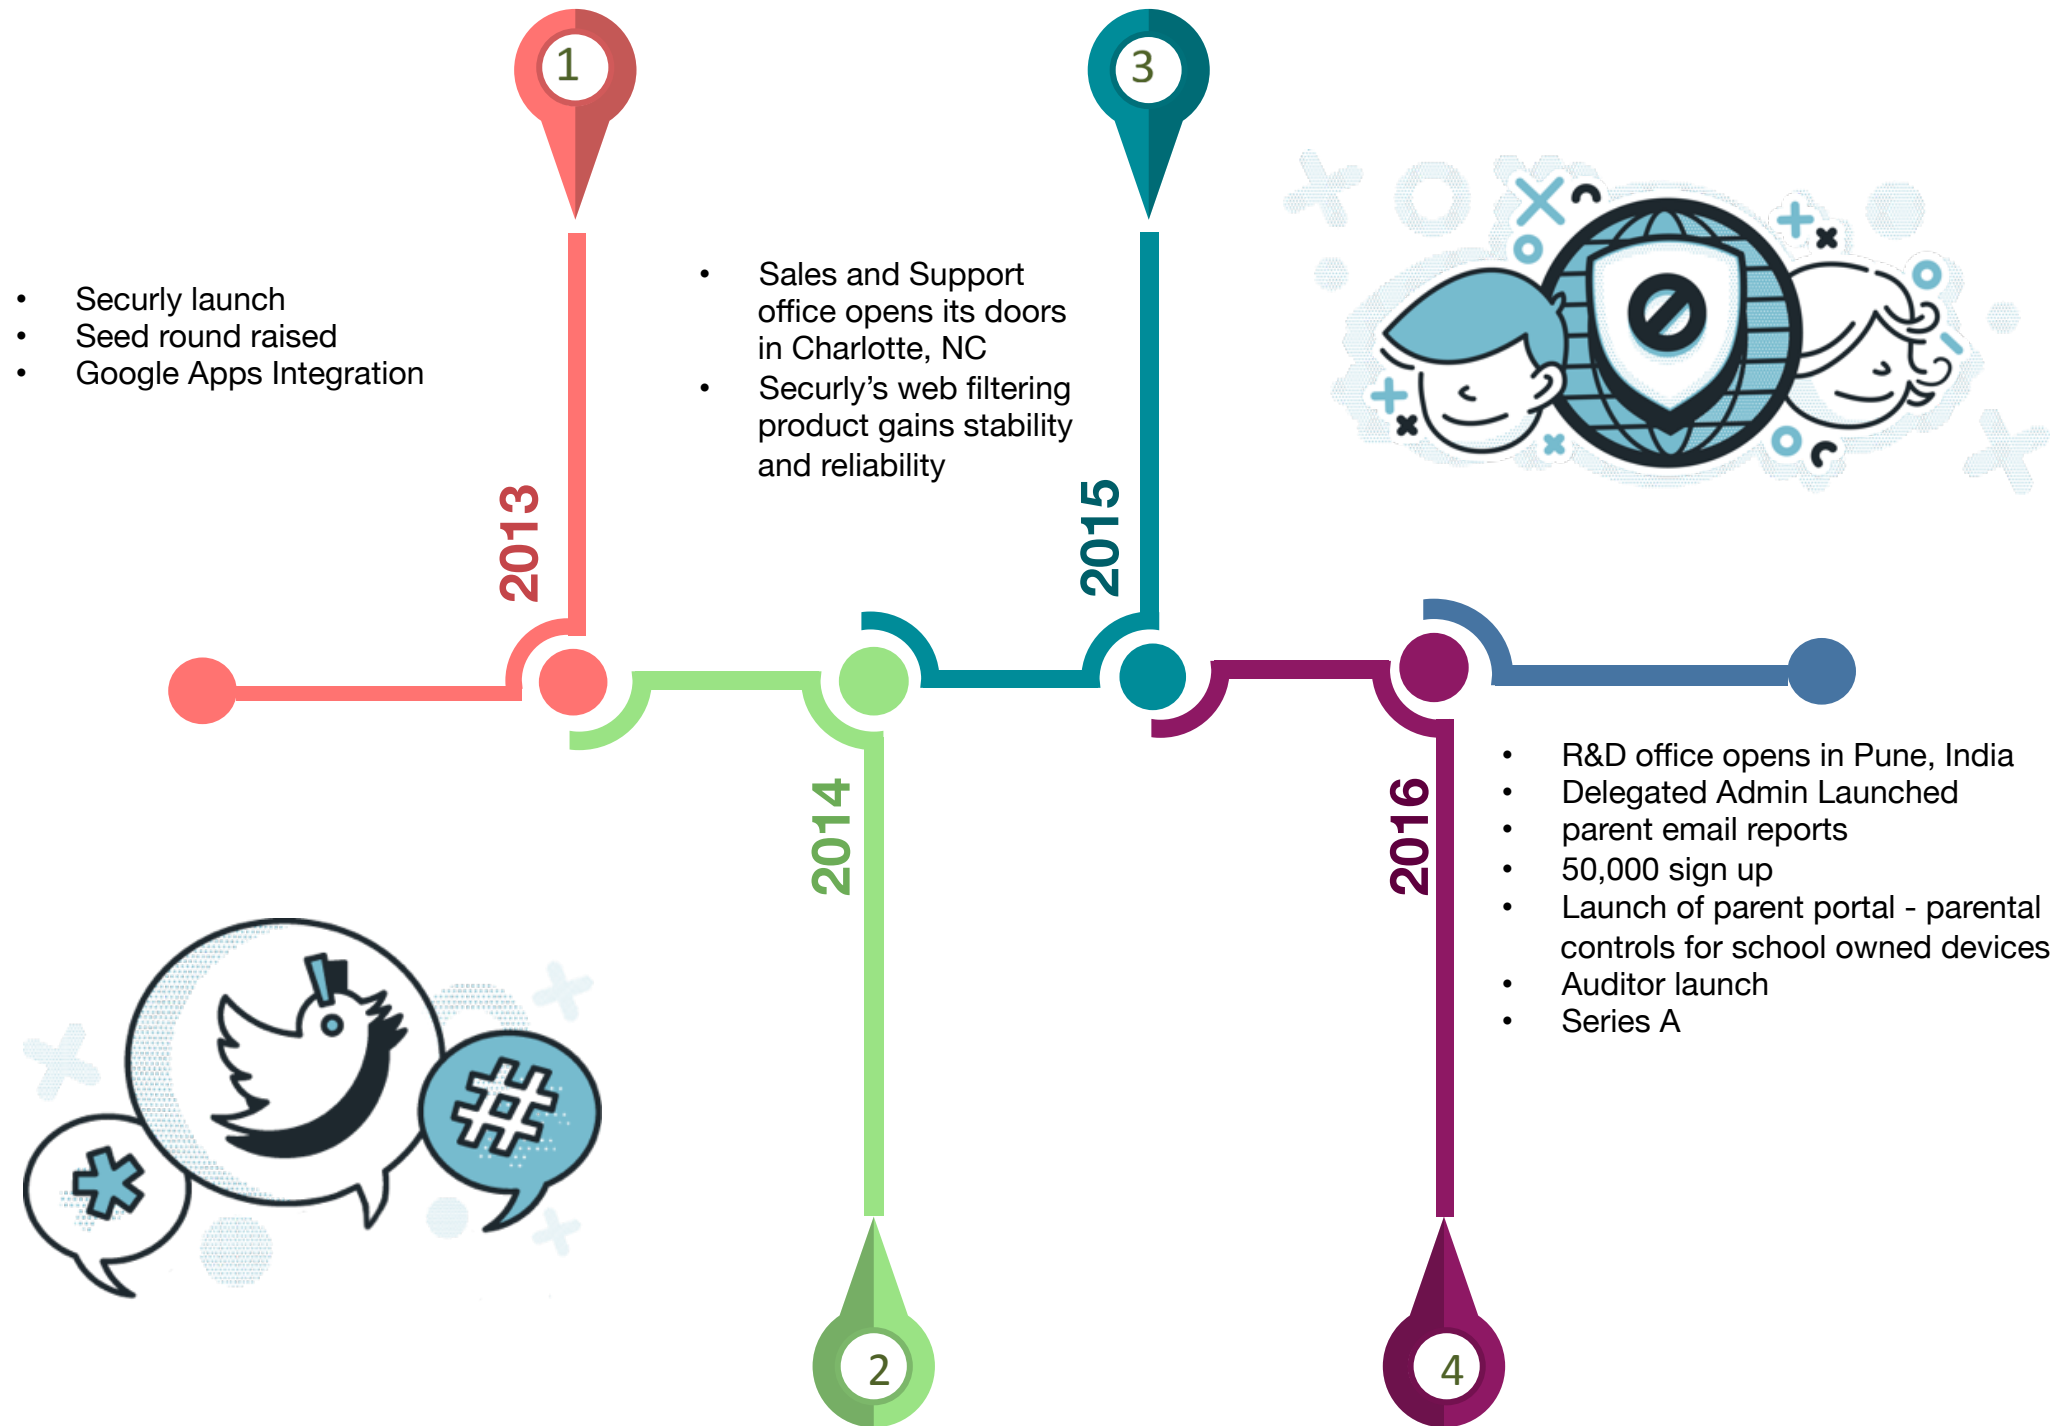 1
• Securly launch
• Seed round raised
• Google Apps Integration
2013
3
• Sales and Support
office opens its doors
in Charlotte, NC
• Securly’s web filtering
product gains stability
and reliability
2015
2014
2
2016
• R&D office opens in Pune, India
• Delegated Admin Launched
• parent email reports
• 50,000 sign up
• Launch of parent portal - parental
controls for school owned devices
• Auditor launch
• Series A
4
*
#